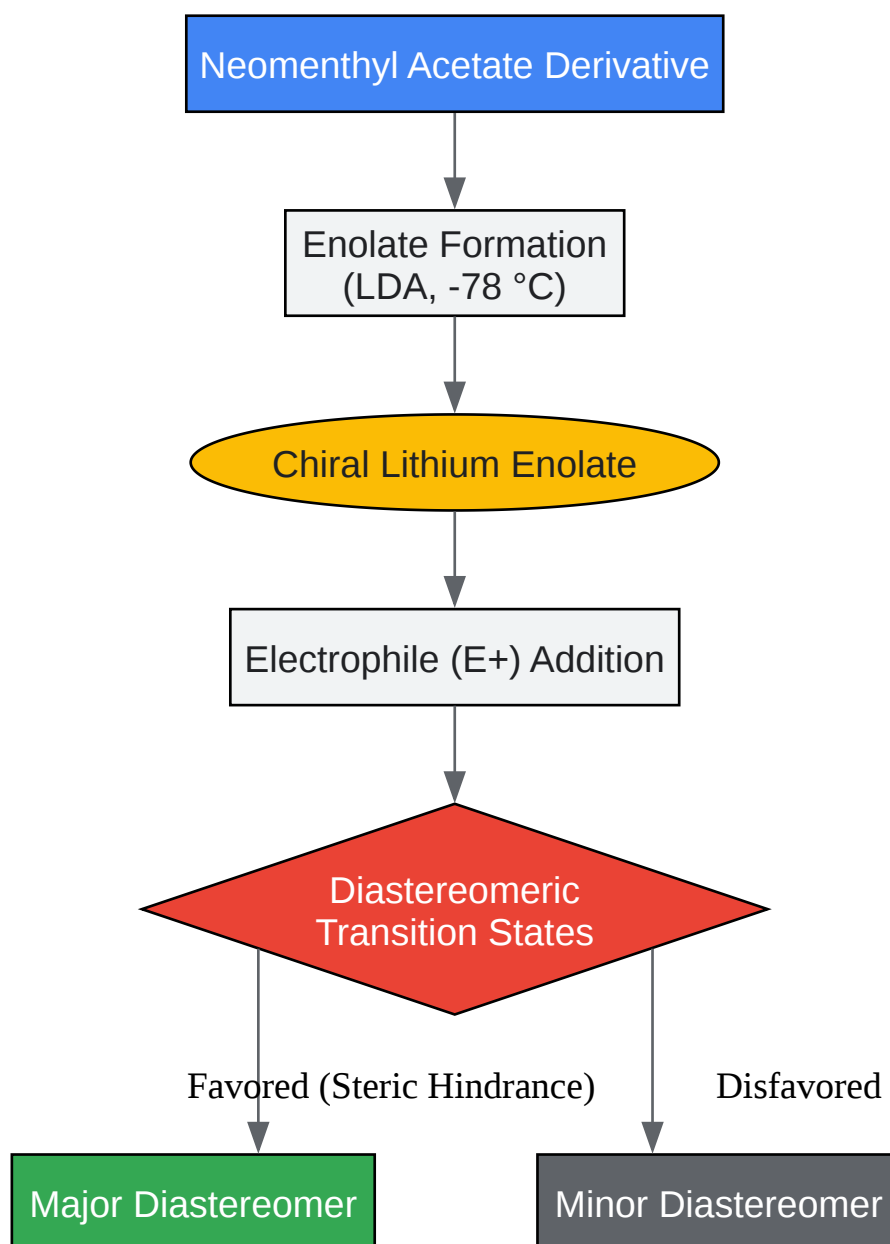 Neomenthyl Acetate Derivative
Enolate Formation
(LDA, -78 °C)
Chiral Lithium Enolate
Electrophile (E+) Addition
Diastereomeric
Transition States
Favored (Steric Hindrance)
Disfavored
Major Diastereomer
Minor Diastereomer